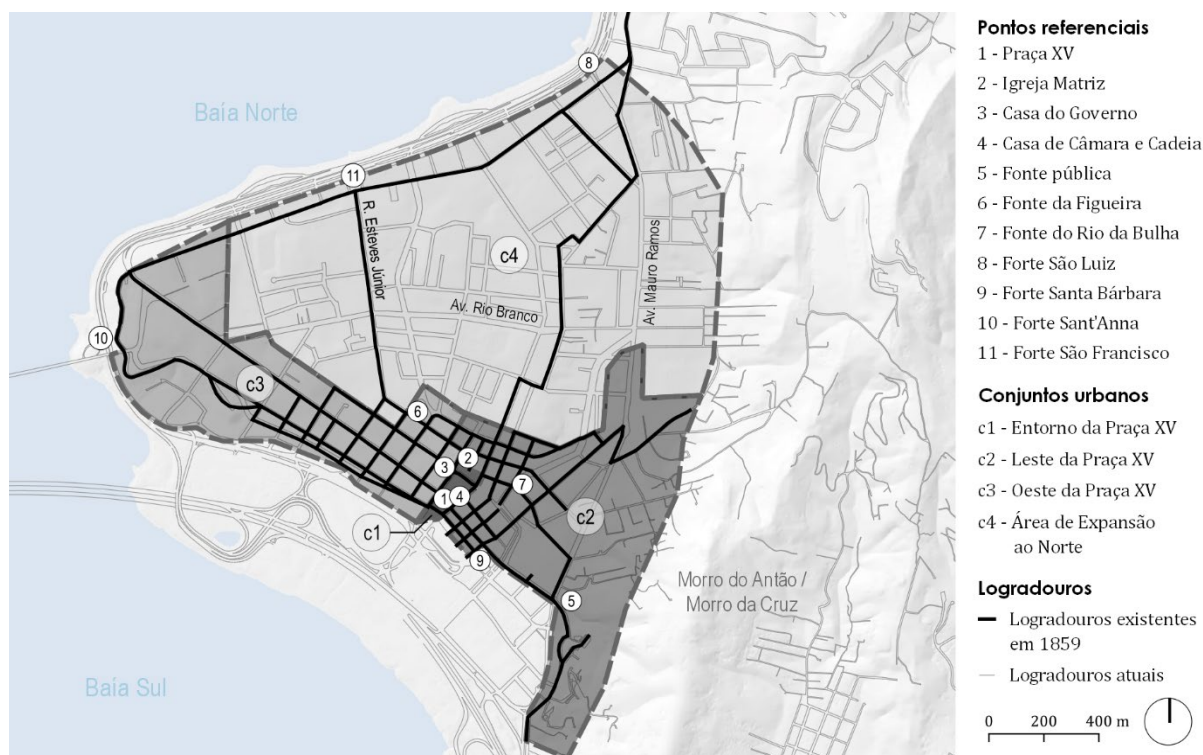 Baía Norte
8
11
R. Esteves Júnior
c4
Av. Mauro Ramos
Av. Rio Branco
10
c3
6
2
3
7
1
4
c2
c1
9
Morro do Antão /
Morro da Cruz
5
Baía Sul
Pontos referenciais
1 - Praça XV
2 - Igreja Matriz
3 - Casa do Governo
4 - Casa de Câmara e Cadeia
5 - Fonte pública
6 - Fonte da Figueira
7 - Fonte do Rio da Bulha
8 - Forte São Luiz
9 - Forte Santa Bárbara
10 - Forte Sant'Anna
11 - Forte São Francisco
Conjuntos urbanos
c1 - Entorno da Praça XV
c2 - Leste da Praça XV
c3 - Oeste da Praça XV
c4 - Área de Expansão
ao Norte
Logradouros
Logradouros existentes
em 1859
Logradouros atuais
0 200 400 m